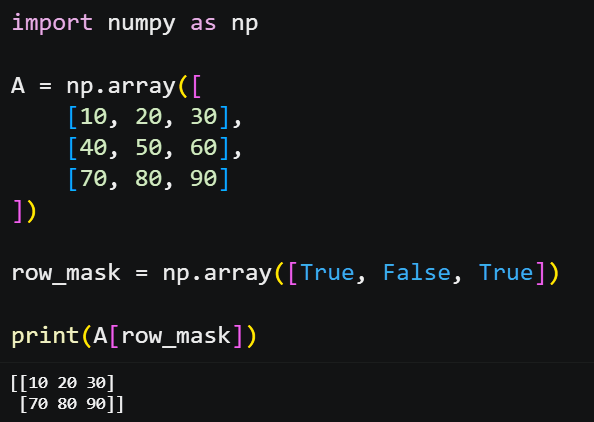 import numpy as np
A = np.array([
    [10, 20, 30],
    [40, 50, 60],
    [70, 80, 90]
])
row_mask = np.array([True, False, True])
print(A[row_mask])
[[10 20 30]
 [70 80 90]]